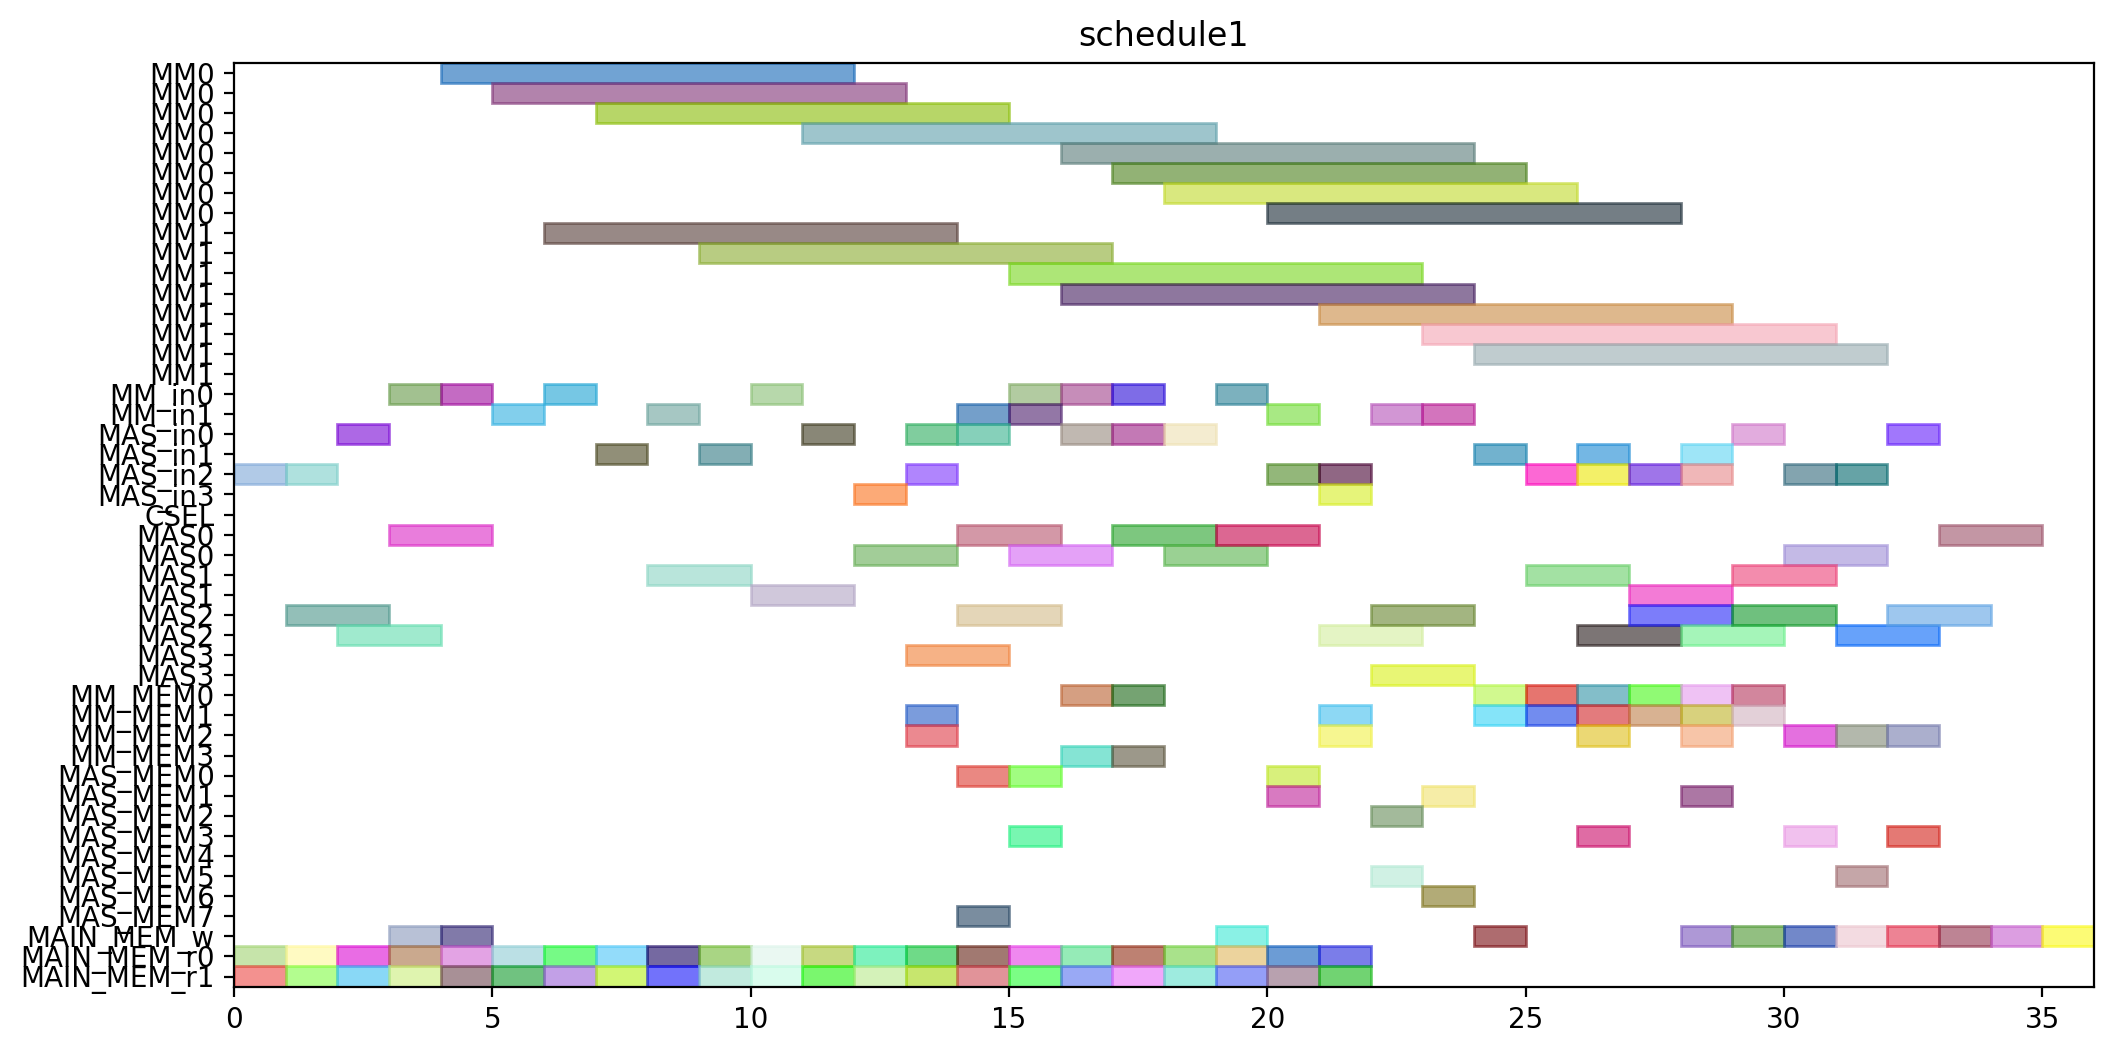 schedule1
MM0
MM0
MM0
MM0
MM0
MM0
MM0
MM0
MM1
MM1
MM1
MM1
MM1
MM1
MM1
MM1
MM_in0
MM_in1
MAS_in0
MAS_in1
MAS_in2
MAS_in3
CSEL
MAS0
MAS0
MAS1
MAS1
MAS2
MAS2
MAS3
MAS3
MM_MEM0
MM_MEM1
MM_MEM2
MM_MEM3
MAS_MEM0
MAS_MEM1
MAS_MEM2
MAS_MEM3
MAS_MEM4
MAS_MEM5
MAS_MEM6
MAS_MEM7
MAIN_MEM_w
MAIN_MEM_r0
MAIN_MEM_r1
0 5 10 15 20 25 30 35